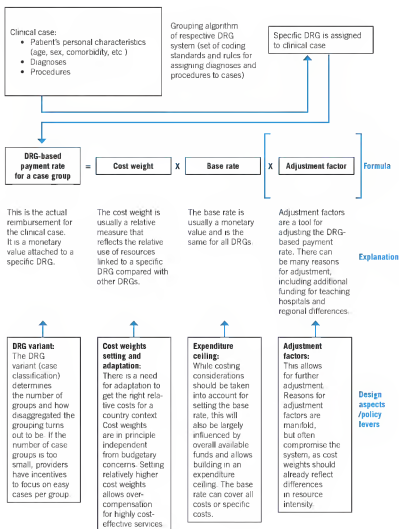 Clinical case:
• Patient's personal characteristics
(age, sex, comorbidity, etc )
• Diagnoses
• Procedures
Grouping algorithm
of respective DRG
system (set of coding
standards and rules for
assigning diagnoses and
procedures to cases)
Specific DRG is assigned
to clinical case
DRG-based
payment rate
for a case group
=
Cost weight
X
Base rate
X
Adjustment factor
Formula
This is the actual
reimbursement for
the clinical case.
It is a monetary
value attached to a
specific DRG.
The cost weight is
usually a relative
measure that
reflects the relative
use of resources
linked to a specific
DRG compared with
other DRGs.
The base rate is
usually a monetary
value and is the
same for all DRGs.
Adjustment factors
are a tool for
adjusting the DRG-
based payment
rate. There can
be many reasons
for adjustment,
including additional
funding for teaching
hospitals and
regional differences.
Explanation
DRG variant:
The DRG
variant (case
classification)
determines
the number of
groups and how
disaggregated the
grouping turns
out to be. If the
number of case
groups is too
small, providers
have incentives
to focus on easy
cases per group
Cost weights
setting and
adaptation:
There is a need
for adaptation to
get the right rela-
tive costs for a
country context
Cost weights
are in principle
independent
from budgetary
concerns. Setting
relatively higher
cost weights
allows over-
compensation
for highly cost-
effective services.
Expenditure
ceiling:
While costing
considerations
should be taken
into account for
setting the base
rate, this will
also be largely
influenced by
overall available
funds and allows
building in an
expenditure
ceiling. The base
rate can cover all
costs or specific
costs.
Adjustment
factors:
This allows
for further
adjustment.
Reasons for
adjustment
factors are
manifold,
but often
compromise the
system, as cost
weights should
already reflect
differences
in resource
intensity.
Design
aspects
/policy
levers